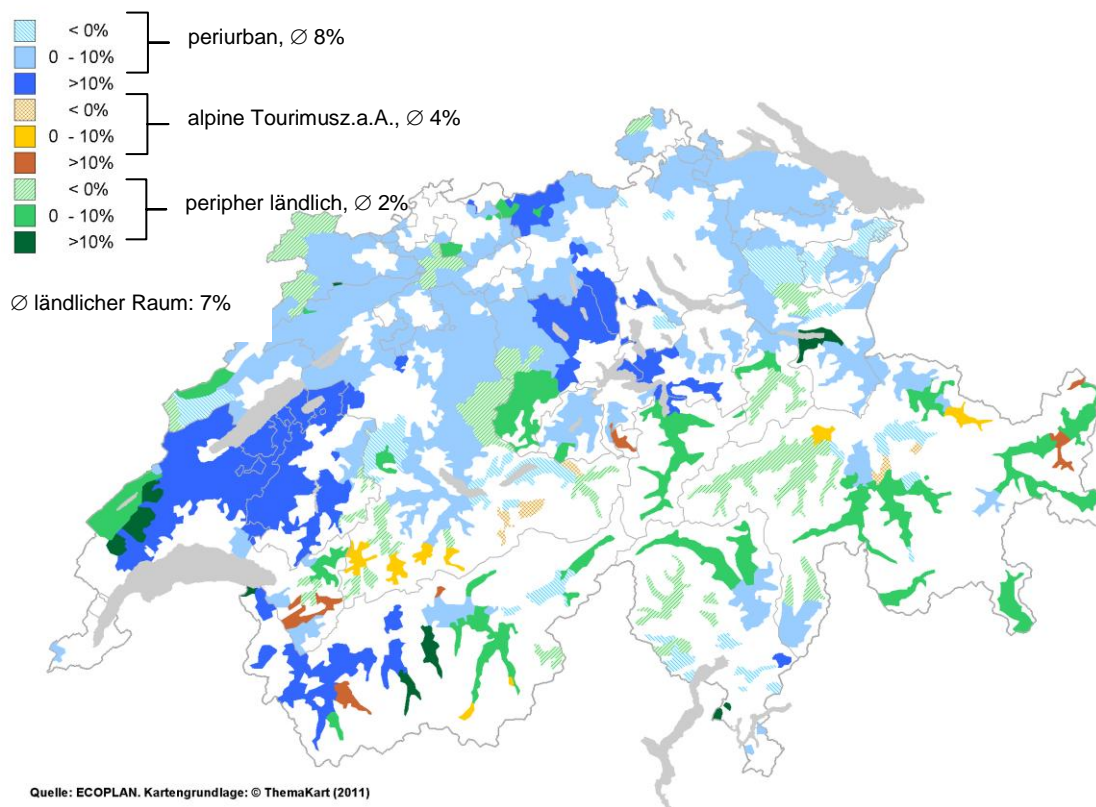 < 0%
0 - 10%
>10%
periurban, ∅ 8%
< 0%
0 - 10%
>10%
alpine Tourimusz.a.A., ∅ 4%
< 0%
0 - 10%
>10%
peripher ländlich, ∅ 2%
∅ ländlicher Raum: 7%
Quelle: ECOPLAN. Kartengrundlage: © ThemaKart (2011)